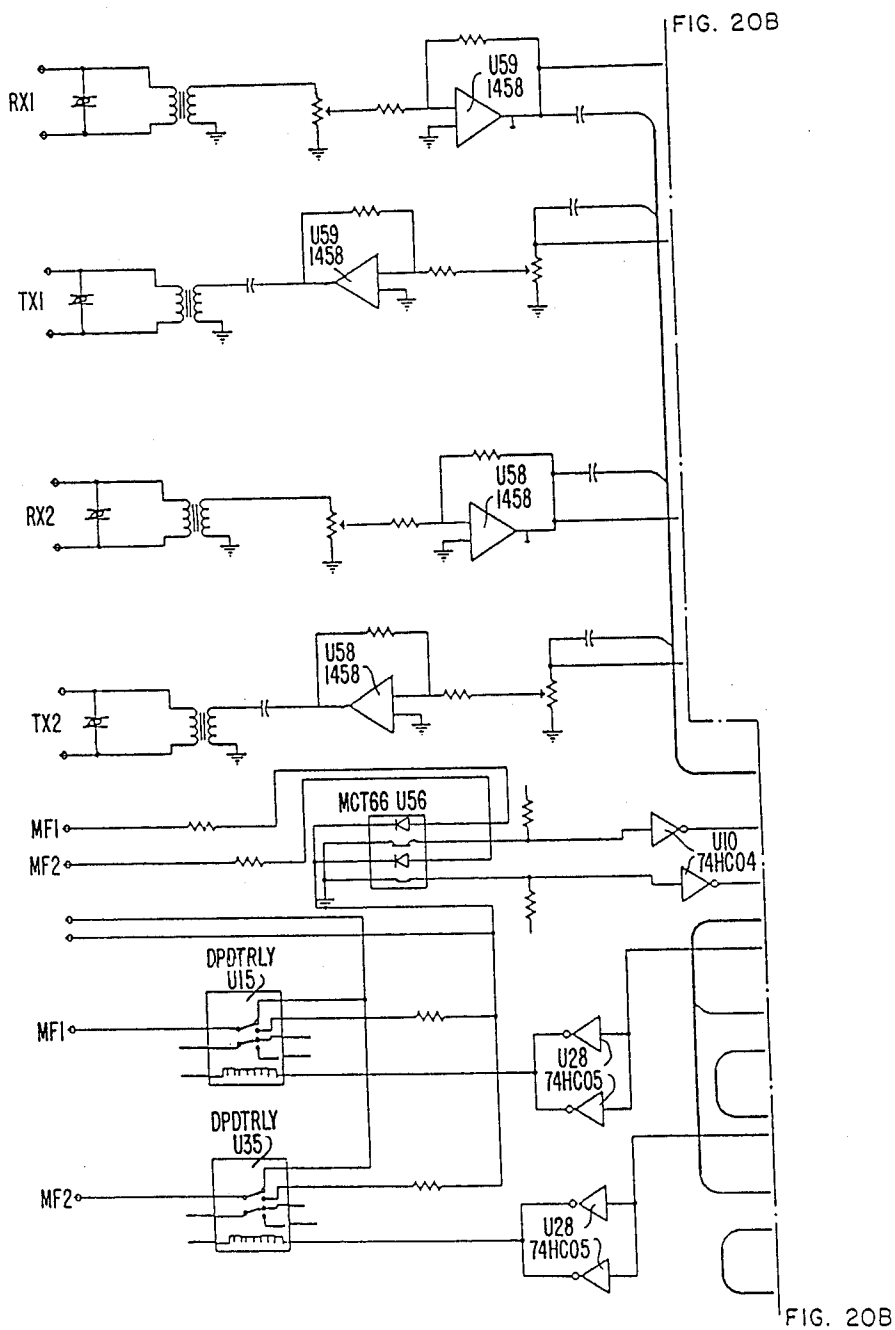 FIG. 20B
RX1
U59
1458
TX1
U59
1458
RX2
U58
1458
TX2
U58
1458
MF1
MF2
MCT66 U56
U10
74HC04
DPDTRLY
U15
MF1
U28
74HC05
DPDTRLY
U35
MF2
U28
74HC05
FIG. 20B